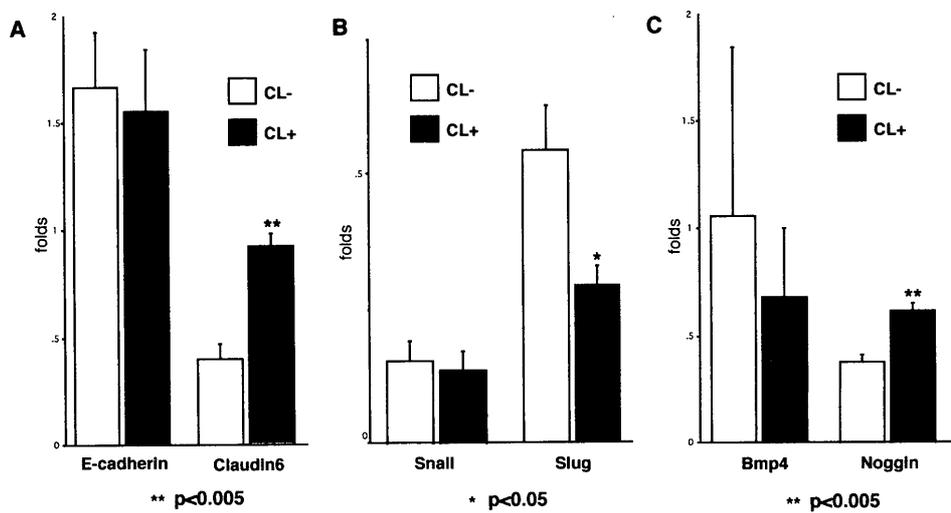 A
2
1.5
1
.5
0
folds
CL-
CL+
**
E-cadherin
Claudin6
** p<0.005
B
.5
0
folds
CL-
CL+
*
Snail
Slug
* p<0.05
C
2
1.5
1
.5
0
folds
CL-
CL+
**
Bmp4
Noggin
** p<0.005